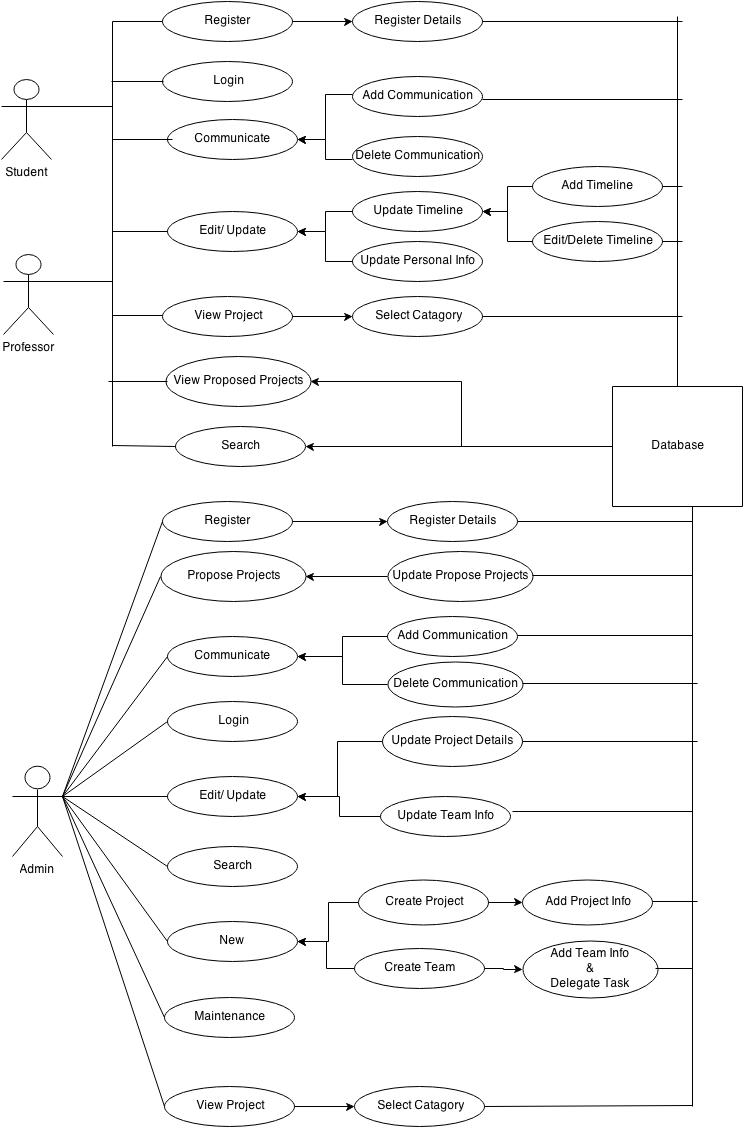 Register
Register Details
Login
Add Communication
Communicate
Student
Delete Communication
Add Timeline
Update Timeline
Edit/ Update
Edit/Delete Timeline
Update Personal Info
View Project
Select Catagory
Professor
View Proposed Projects
Search
Database
Register
Register Details
Propose Projects
Update Propose Projects
Add Communication
Communicate
Delete Communication
Login
Update Project Details
Edit/ Update
Update Team Info
Admin
Search
Create Project
Add Project Info
New
Create Team
Add Team Info
&
Delegate Task
Maintenance
View Project
Select Catagory